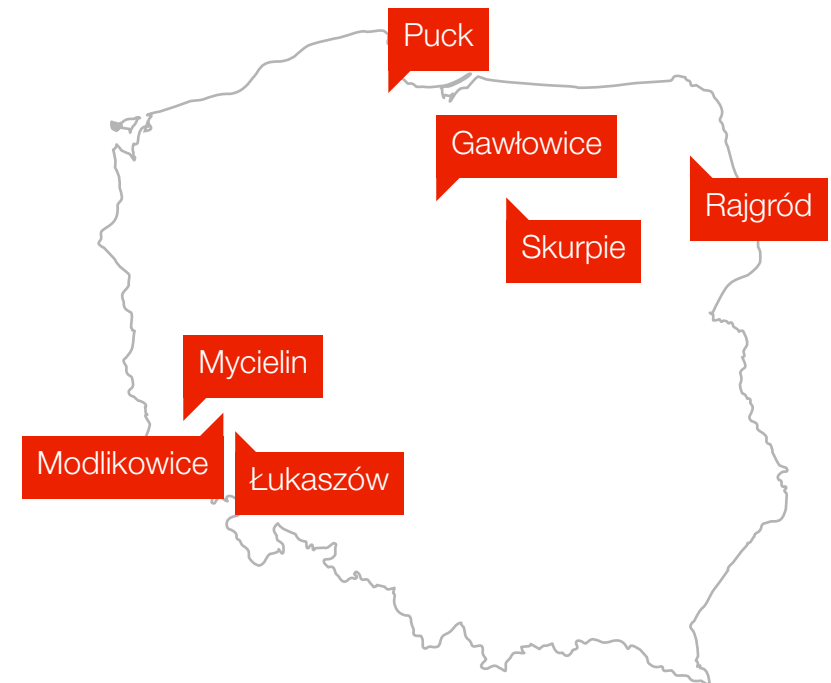 Puck
Gawłowice
Rajgród
Skurpie
Mycielin
Modlikowice
Łukaszów